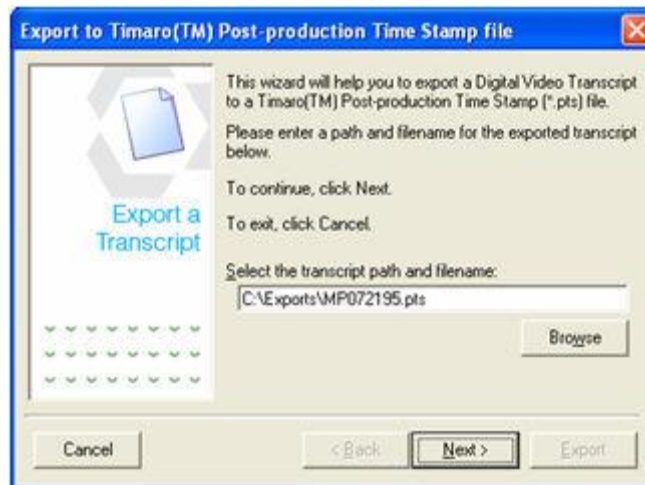 Export to Timaro(TM) Post-production Time Stamp file
This wizard will help you to export a Digital Video Transcript
to a Timaro(TM) Post-production Time Stamp (*.pts) file.
Please enter a path and filename for the exported transcript
below.
To continue, click Next.
To exit, click Cancel.
Export a
Transcript
Select the transcript path and filename:
C:\Exports\MP072195.pts
Browse
Cancel
< Back
Next >
Export